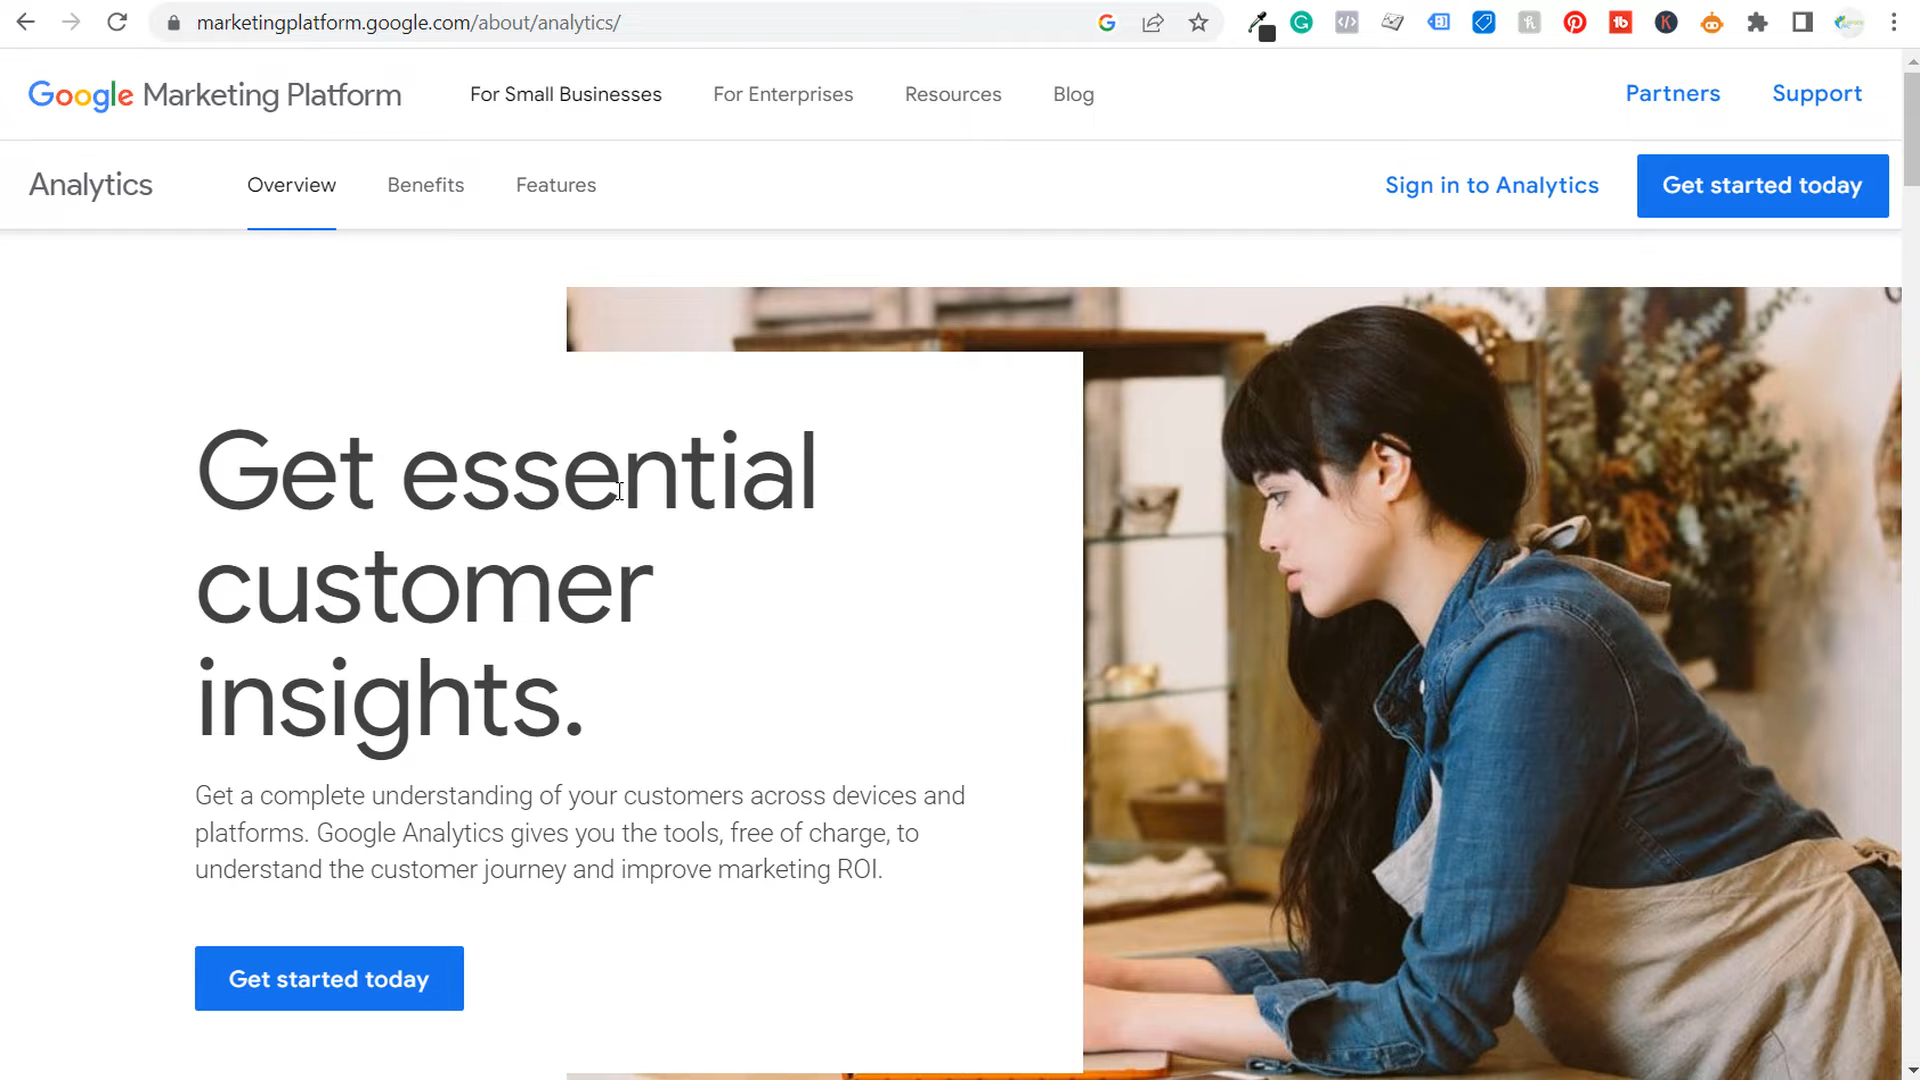 marketingplatform.google.com/about/analytics/
Google Marketing Platform
For Small Businesses
For Enterprises
Resources
Blog
Partners
Support
Analytics
Overview
Benefits
Features
Sign in to Analytics
Get started today
Get essential
customer
insights.
Get a complete understanding of your customers across devices and
platforms. Google Analytics gives you the tools, free of charge, to
understand the customer journey and improve marketing ROI.
Get started today